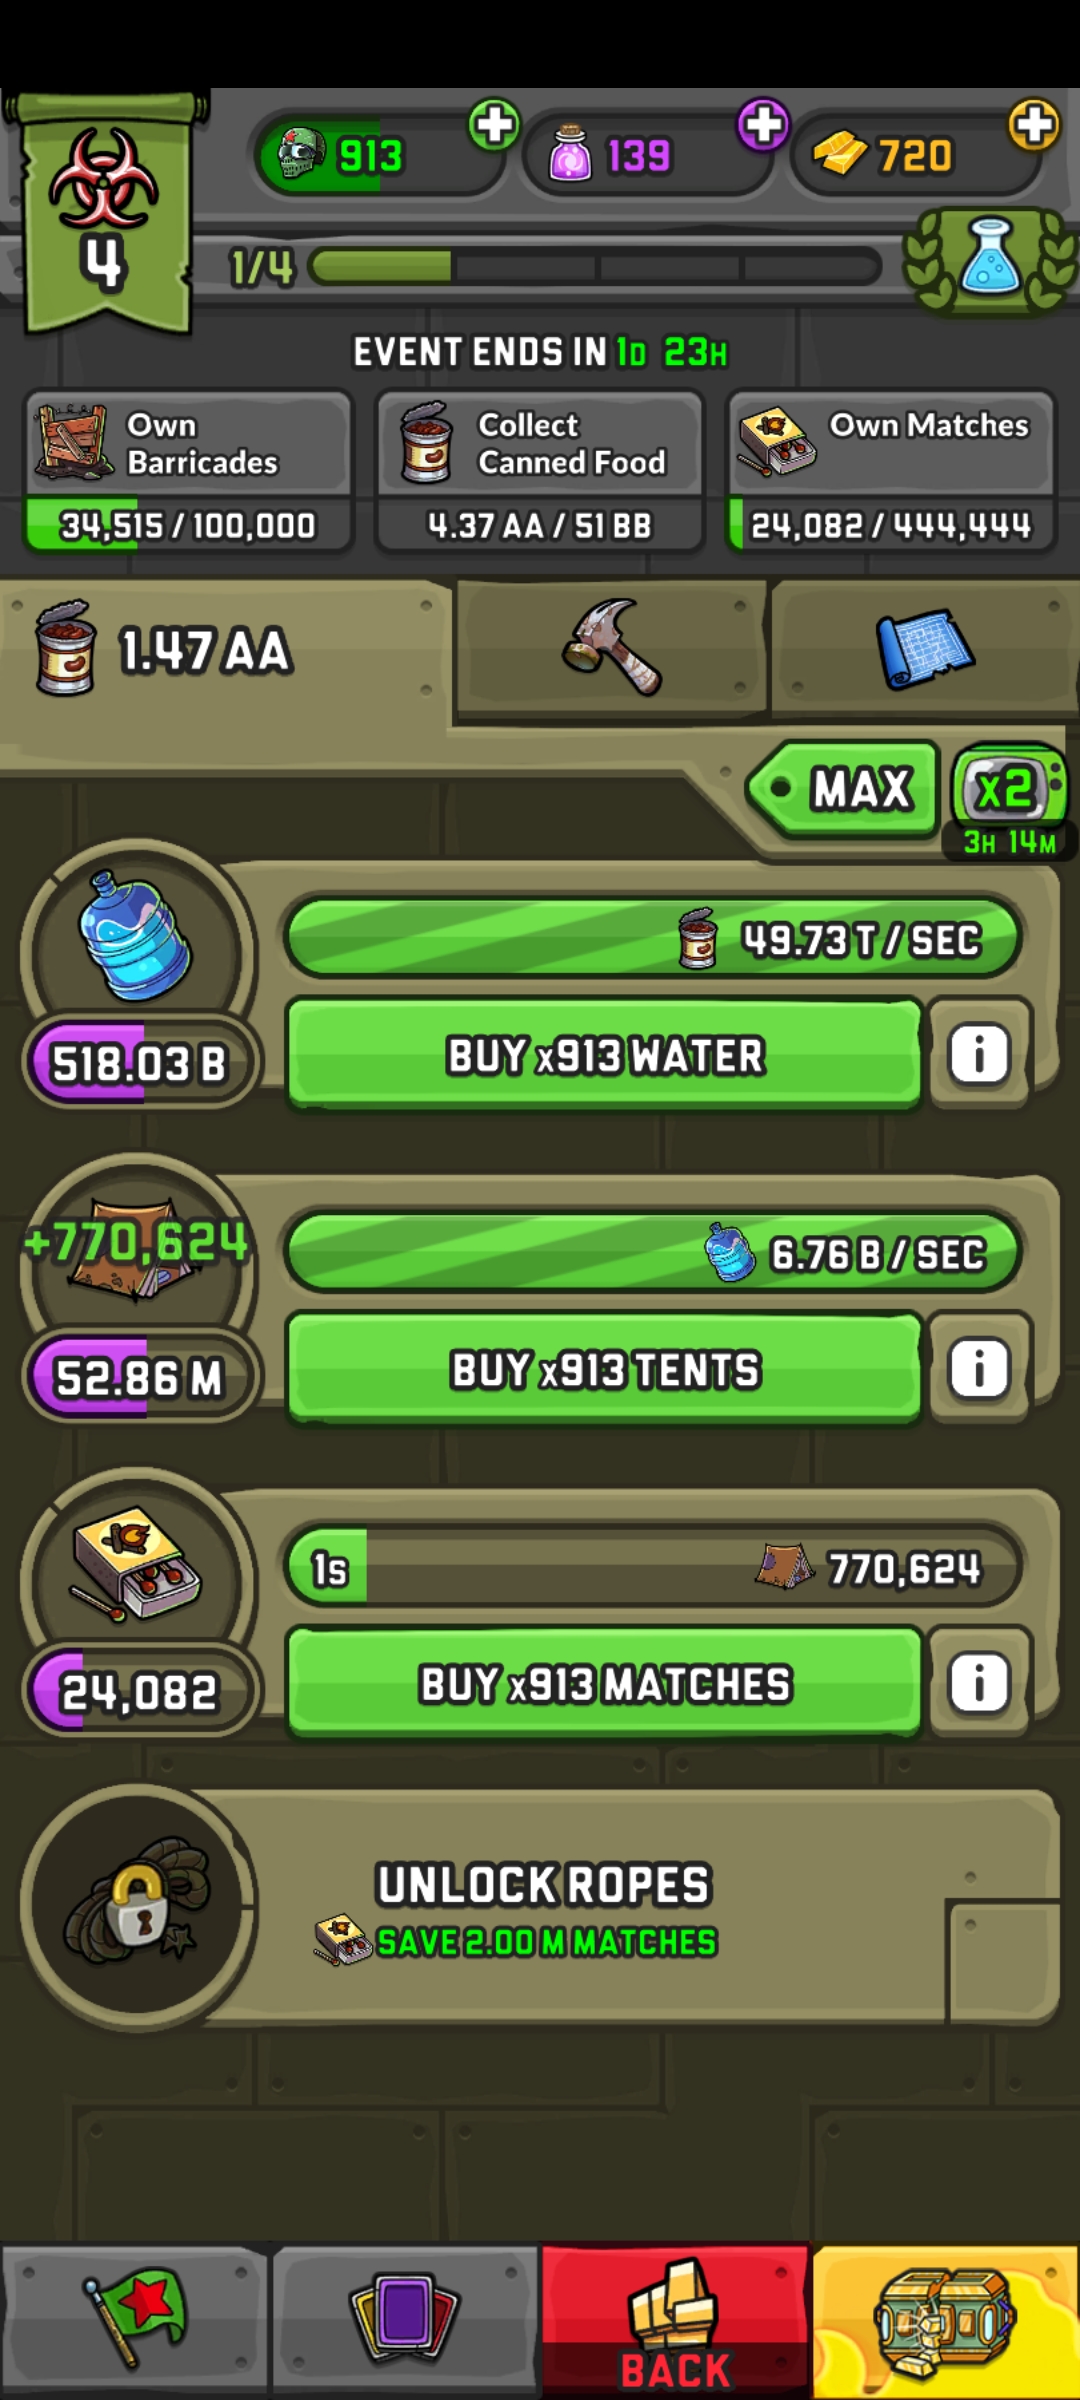 913
139
720
4
1/4
EVENT ENDS IN 1D 23H
Own
Barricades
34,515 / 100,000
Collect
Canned Food
4.37 AA / 51 BB
Own Matches
24,082 / 444,444
1.47 AA
MAX
x2
3H 14M
49.73 T / SEC
518.03 B
BUY x913 WATER
i
+770,624
6.76 B / SEC
52.86 M
BUY x913 TENTS
i
1s
770,624
24,082
BUY x913 MATCHES
i
UNLOCK ROPES
SAVE 2.00 M MATCHES
BACK